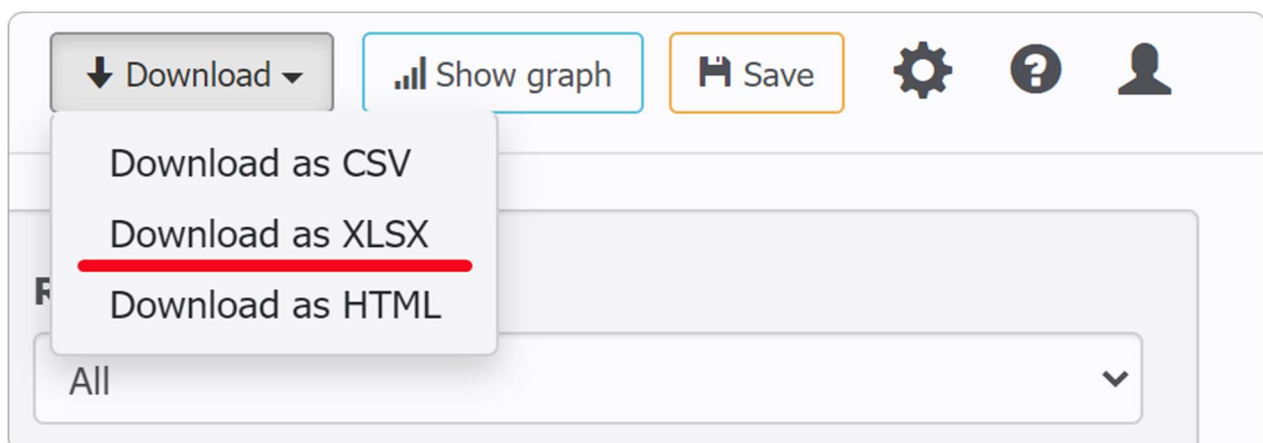 Download
Show graph
Save
Download as CSV
Download as XLSX
Download as HTML
All